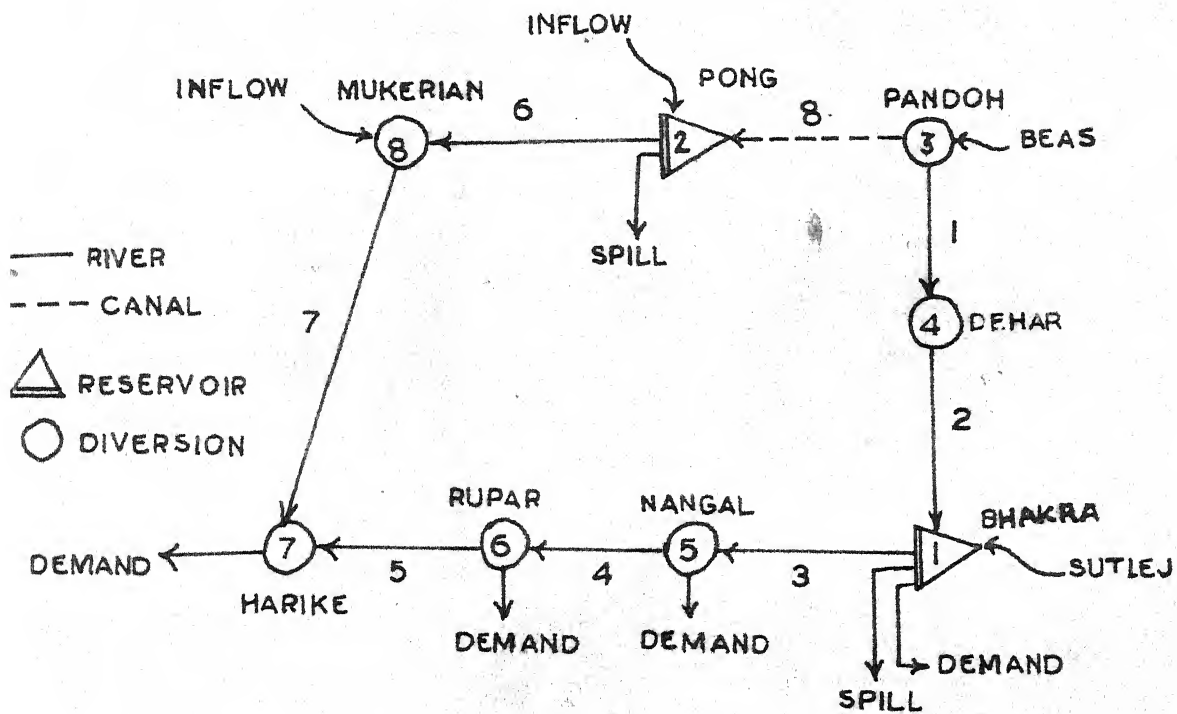 INFLOW
INFLOW
MUKERIAN
6
PONG
8
PANDOH
8
2
3
BEAS
SPILL
1
RIVER
CANAL
7
4
DEHAR
RESERVOIR
DIVERSION
2
RUPAR
NANGAL
BHAKRA
DEMAND
7
5
6
4
5
3
1
SUTLEJ
HARIKE
DEMAND
DEMAND
DEMAND
SPILL